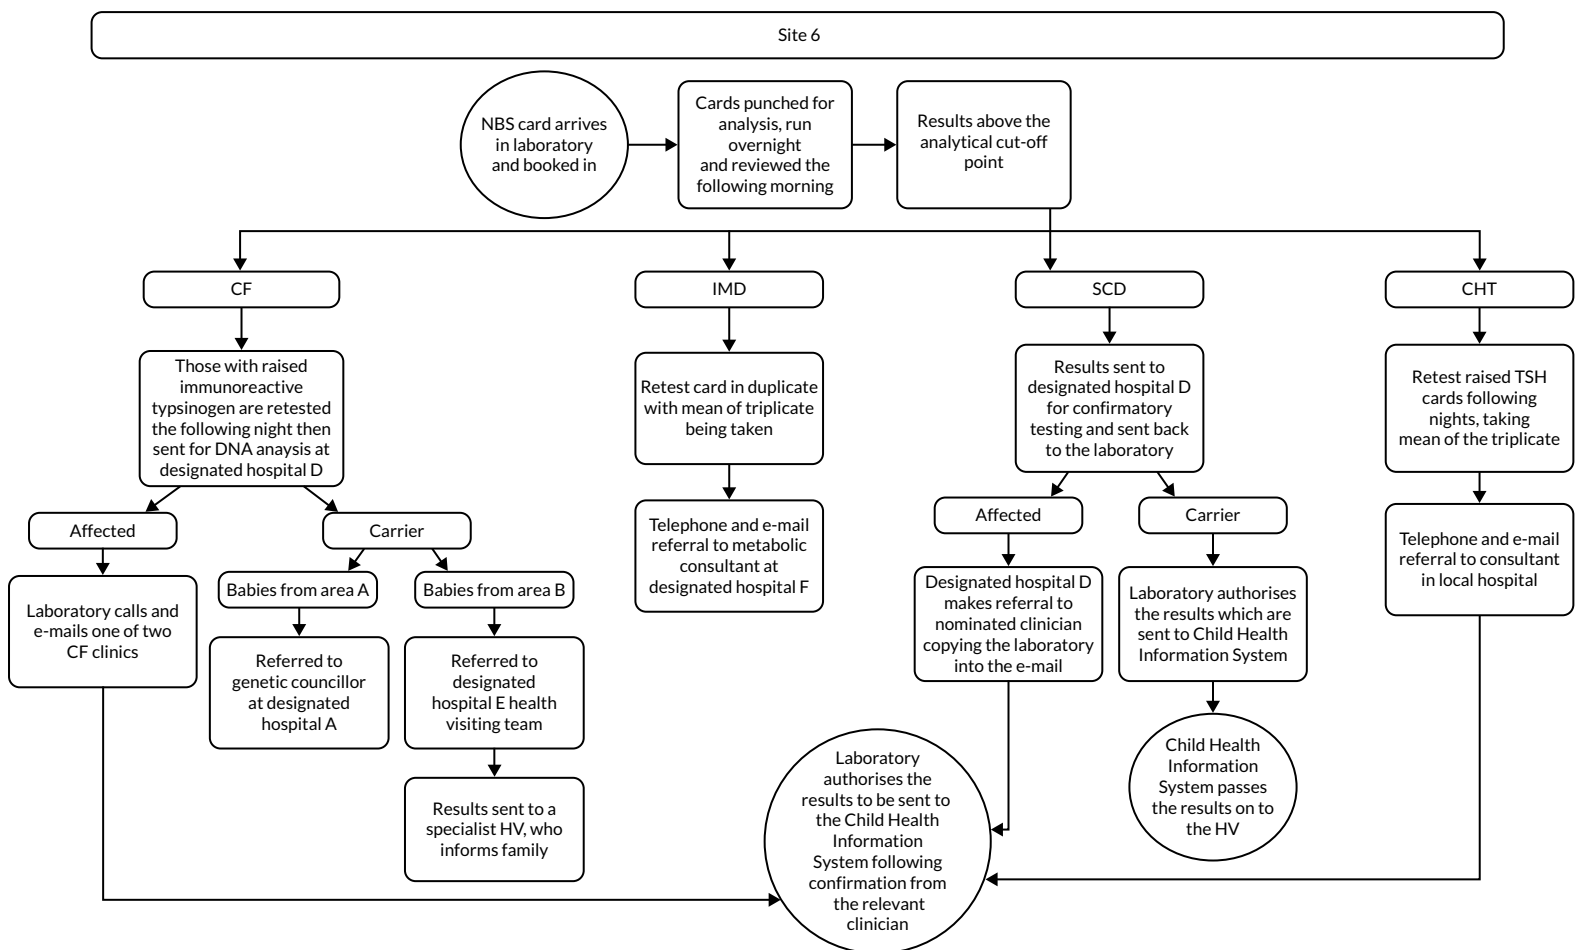 Site 6
NBS card arrives
in laboratory
and booked in
Cards punched for
analysis, run
overnight
and reviewed the
following morning
Results above the
analytical cut-off
point
CF
IMD
SCD
CHT
Those with raised
immunoreactive
typsinogen are retested
the following night then
sent for DNA anaysis at
designated hospital D
Retest card in duplicate
with mean of triplicate
being taken
Results sent to
designated hospital D
for confirmatory
testing and sent back
to the laboratory
Retest raised TSH
cards following
nights, taking
mean of the triplicate
Affected
Carrier
Telephone and e-mail
referral to metabolic
consultant at
designated hospital F
Affected
Carrier
Telephone and e-mail
referral to consultant
in local hospital
Laboratory calls and
e-mails one of two
CF clinics
Babies from area A
Babies from area B
Designated hospital D
makes referral to
nominated clinician
copying the laboratory
into the e-mail
Laboratory authorises
the results which are
sent to Child Health
Information System
Referred to
genetic councillor
at designated
hospital A
Referred to
designated
hospital E health
visiting team
Results sent to a
specialist HV, who
informs family
Laboratory
authorises the
results to be sent to
the Child Health
Information
System following
confirmation from
the relevant
clinician
Child Health
Information
System passes
the results on to
the HV